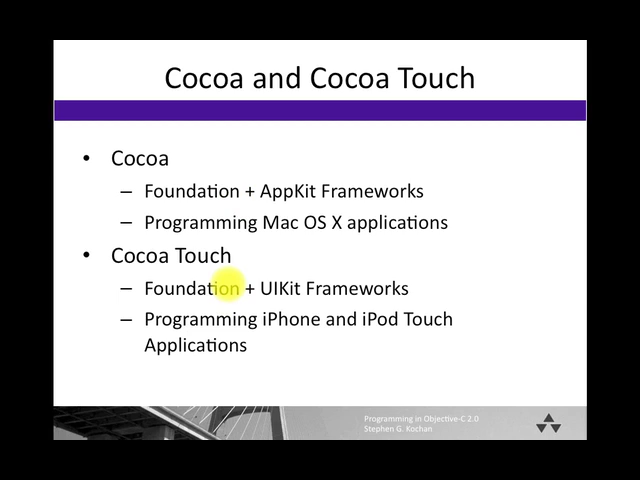 Cocoa and Cocoa Touch
• Cocoa
– Foundation + AppKit Frameworks
– Programming Mac OS X applications
• Cocoa Touch
– Foundation + UIKit Frameworks
– Programming iPhone and iPod Touch
Applications
Programming in Objective-C 2.0
Stephen G. Kochan